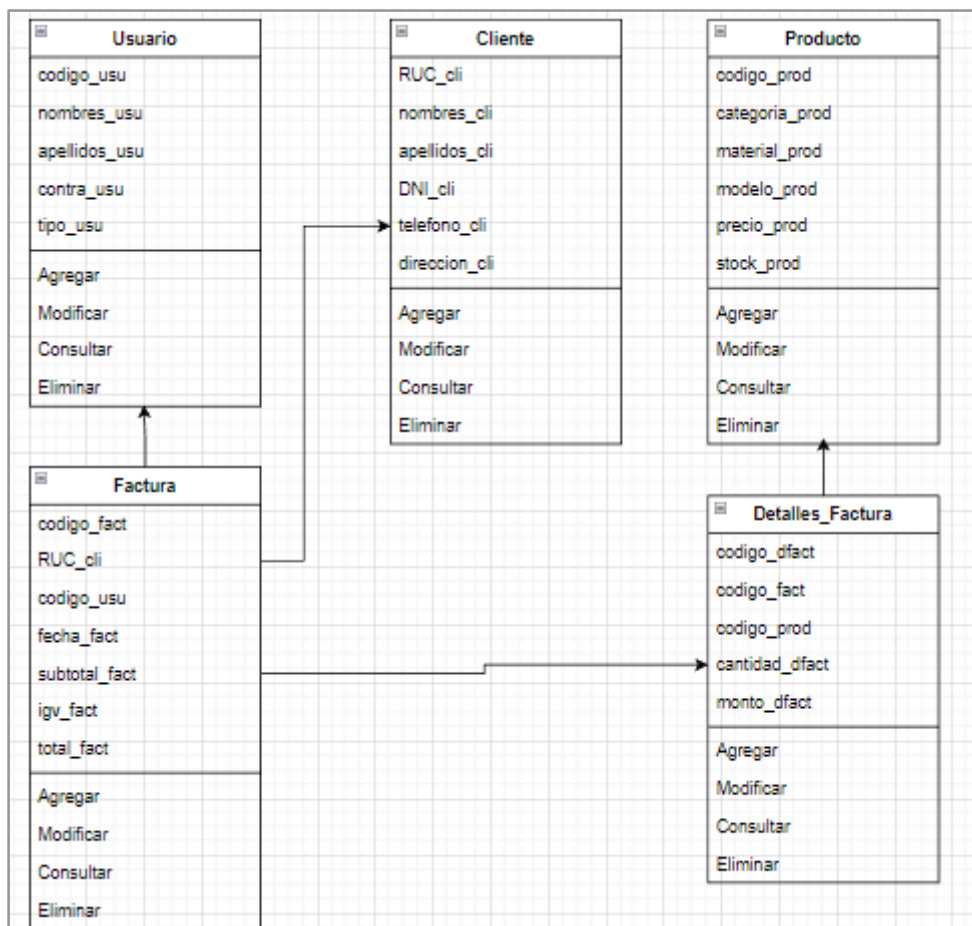 Usuario
codigo_usu
nombres_usu
apellidos_usu
contra_usu
tipo_usu
Agregar
Modificar
Consultar
Eliminar
Cliente
RUC_cli
nombres_cli
apellidos_cli
DNI_cli
telefono_cli
direccion_cli
Agregar
Modificar
Consultar
Eliminar
Producto
codigo_prod
categoria_prod
material_prod
modelo_prod
precio_prod
stock_prod
Agregar
Modificar
Consultar
Eliminar
Factura
codigo_fact
RUC_cli
codigo_usu
fecha_fact
subtotal_fact
igv_fact
total_fact
Agregar
Modificar
Consultar
Eliminar
Detalles_Factura
codigo_dfact
codigo_fact
codigo_prod
cantidad_dfact
monto_dfact
Agregar
Modificar
Consultar
Eliminar